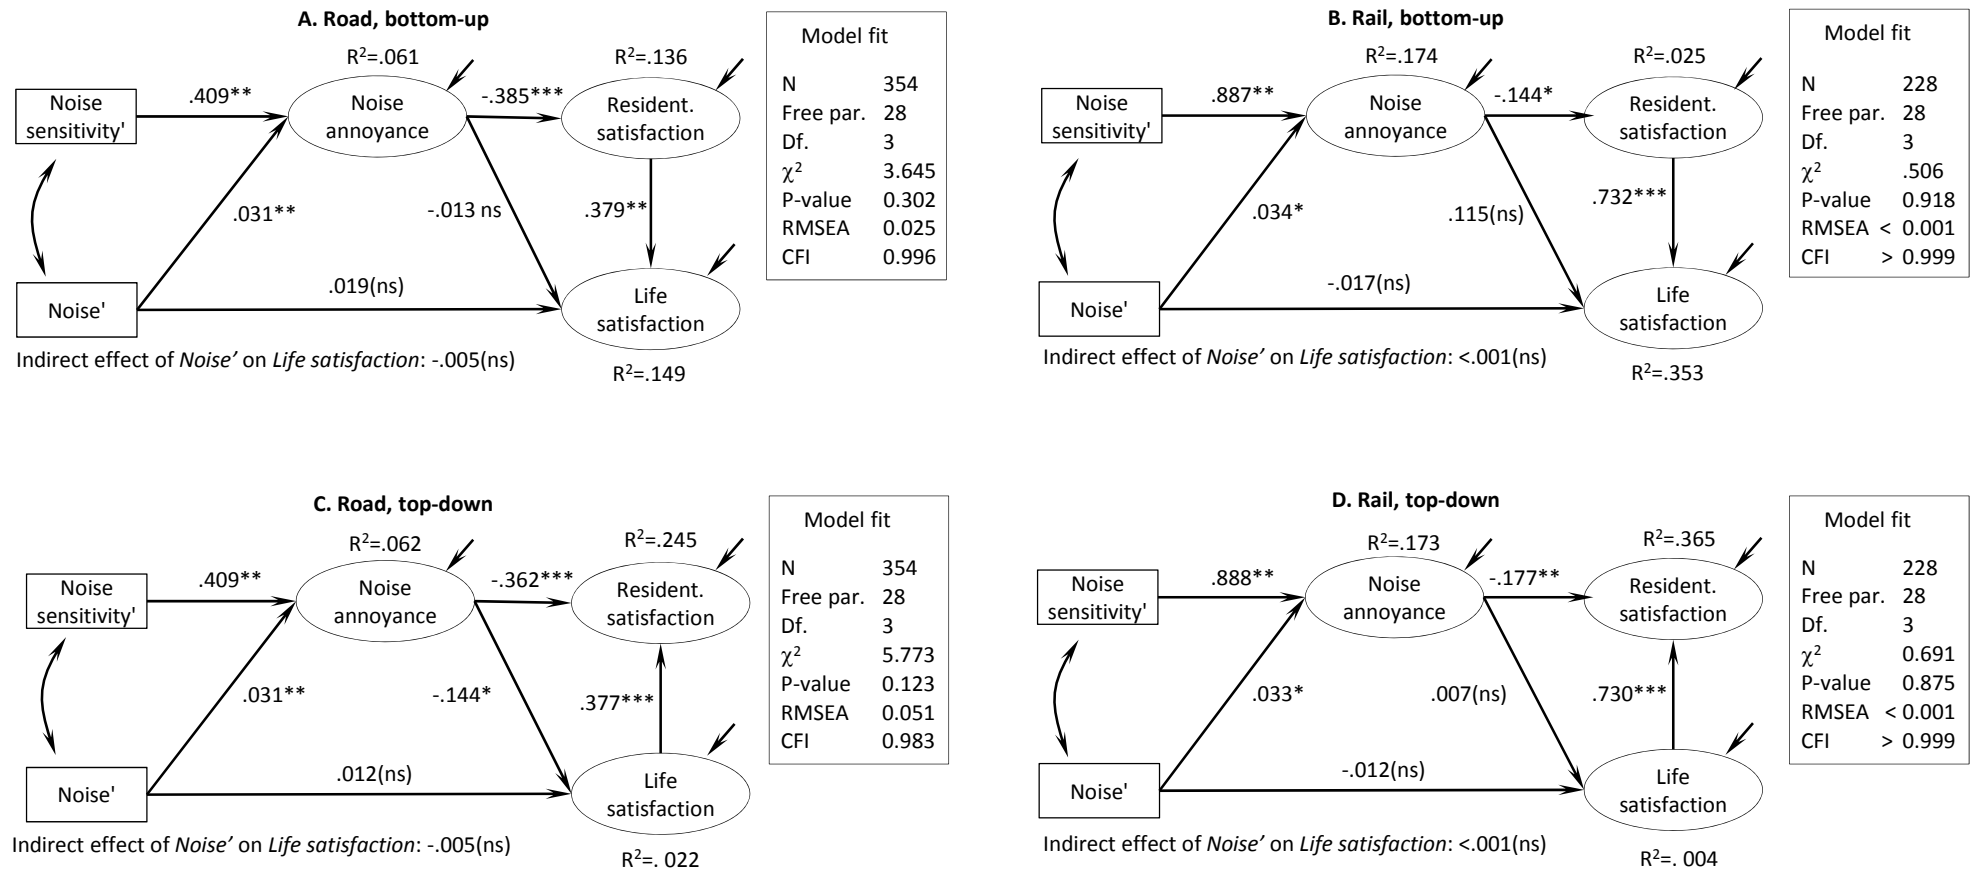 A. Road, bottom-up
R²=.061
R²=.136
Noise
sensitivity'
.409**
Noise
annoyance
-.385***
Resident.
satisfaction
.031**
-.013 ns
.379**
.019(ns)
Noise'
Life
satisfaction
Indirect effect of Noise’ on Life satisfaction: -.005(ns)
R²=.149
Model fit
N 354
Free par. 28
Df. 3
χ² 3.645
P-value 0.302
RMSEA 0.025
CFI 0.996
B. Rail, bottom-up
R²=.174
R²=.025
Noise
sensitivity'
.887**
Noise
annoyance
-.144*
Resident.
satisfaction
.034*
.115(ns)
.732***
-.017(ns)
Noise'
Life
satisfaction
Indirect effect of Noise’ on Life satisfaction: <.001(ns)
R²=.353
Model fit
N 228
Free par. 28
Df. 3
χ² .506
P-value 0.918
RMSEA < 0.001
CFI > 0.999
C. Road, top-down
R²=.062
R²=.245
Noise
sensitivity'
.409**
Noise
annoyance
-.362***
Resident.
satisfaction
.031**
-.144*
.377***
.012(ns)
Noise'
Life
satisfaction
Indirect effect of Noise’ on Life satisfaction: -.005(ns)
R²=. 022
Model fit
N 354
Free par. 28
Df. 3
χ² 5.773
P-value 0.123
RMSEA 0.051
CFI 0.983
D. Rail, top-down
R²=.173
R²=.365
Noise
sensitivity'
.888**
Noise
annoyance
-.177**
Resident.
satisfaction
.033*
.007(ns)
.730***
-.012(ns)
Noise'
Life
satisfaction
Indirect effect of Noise’ on Life satisfaction: <.001(ns)
R²=. 004
Model fit
N 228
Free par. 28
Df. 3
χ² 0.691
P-value 0.875
RMSEA < 0.001
CFI > 0.999